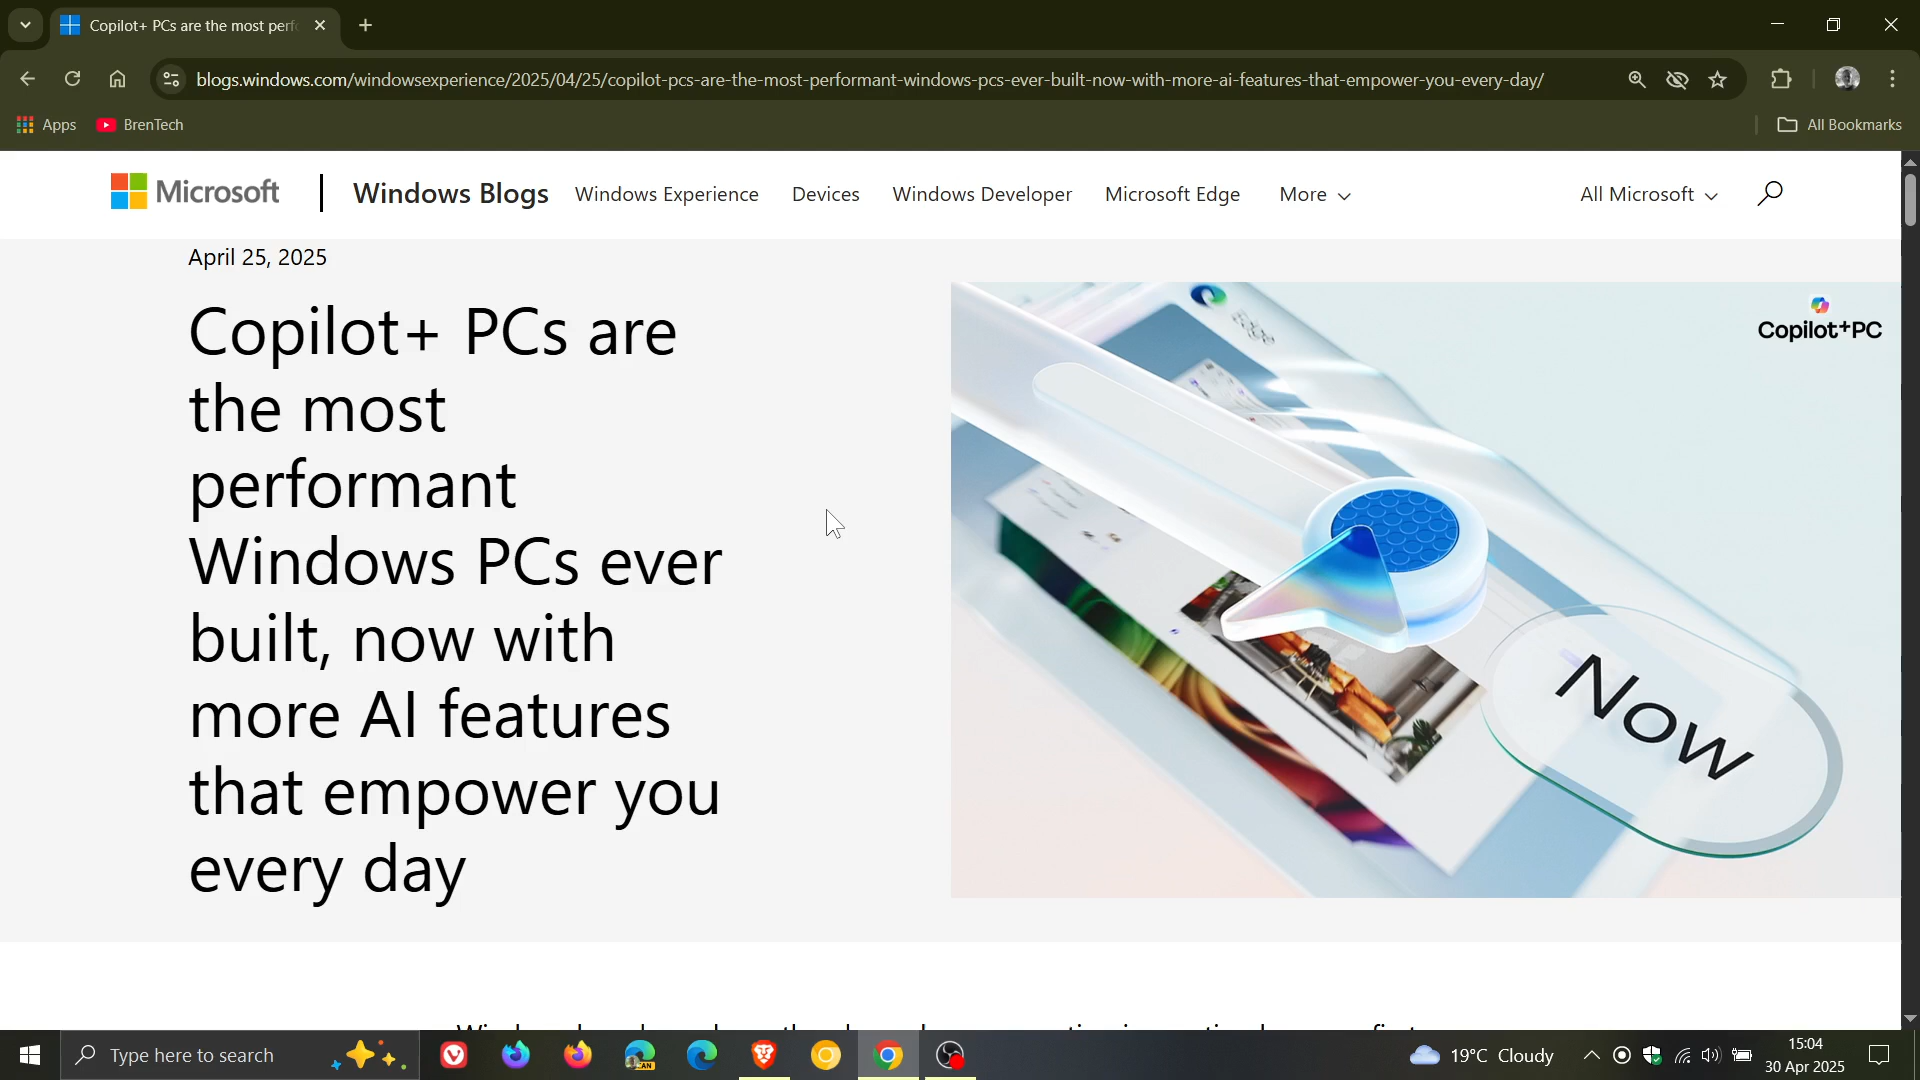 Copilot+ PCs are the most perf
blogs.windows.com/windowsexperience/2025/04/25/copilot-pcs-are-the-most-performant-windows-pcs-ever-built-now-with-more-ai-features-that-empower-you-every-day/
Apps
BrenTech
All Bookmarks
Microsoft
Windows Blogs
Windows Experience
Devices
Windows Developer
Microsoft Edge
More
All Microsoft
April 25, 2025
Copilot+ PCs are
the most
performant
Windows PCs ever
built, now with
more AI features
that empower you
every day
Copilot+PC
Now
Type here to search
CAN
19°C Cloudy
15:04
30 Apr 2025